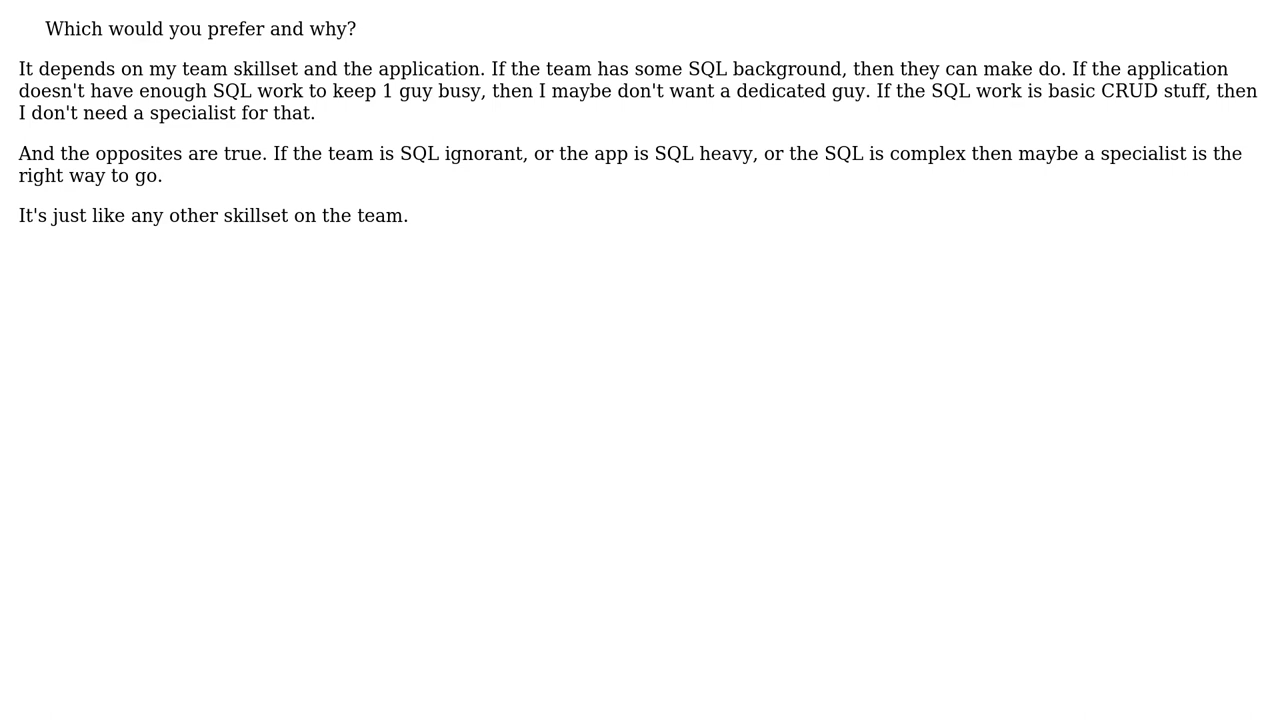 Which would you prefer and why?
It depends on my team skillset and the application. If the team has some SQL background, then they can make do. If the application
doesn't have enough SQL work to keep 1 guy busy, then I maybe don't want a dedicated guy. If the SQL work is basic CRUD stuff, then
I don't need a specialist for that.
And the opposites are true. If the team is SQL ignorant, or the app is SQL heavy, or the SQL is complex then maybe a specialist is the
right way to go.
It's just like any other skillset on the team.